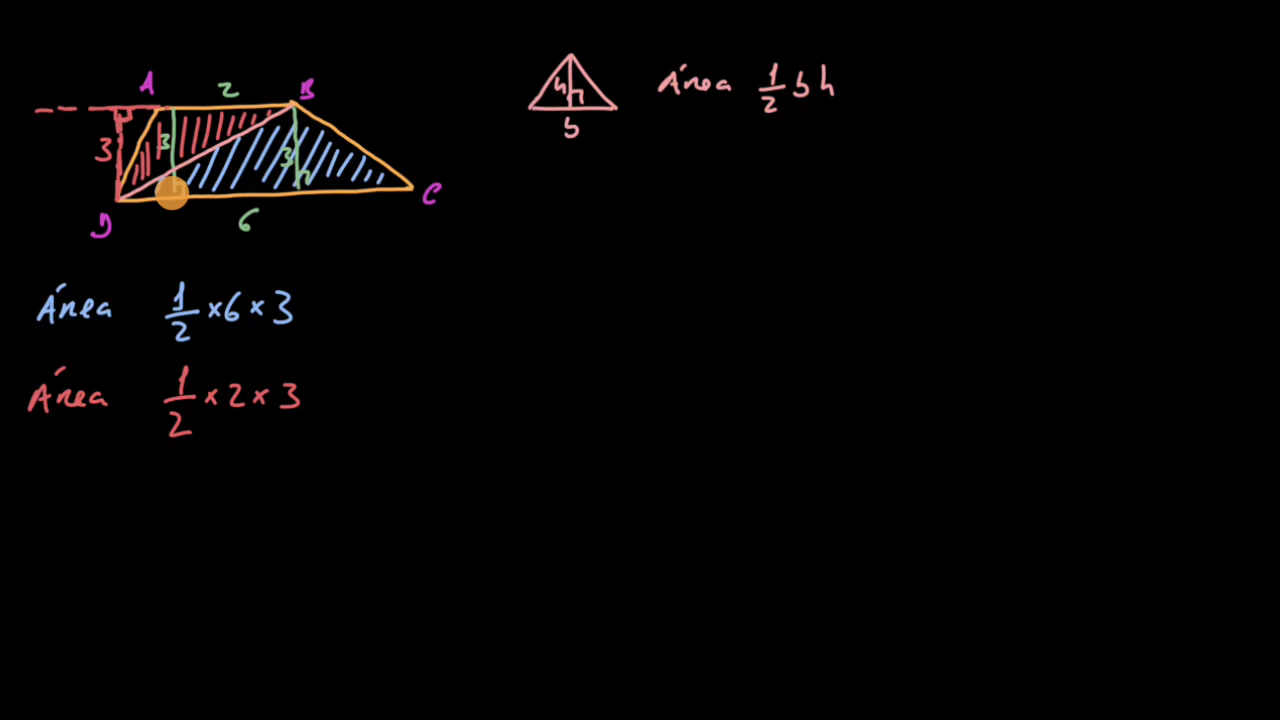 A 2 B
3 3 3
D 6 C
h
b
Área 1/2 b h
Área 1/2 × 6 × 3
Área 1/2 × 2 × 3